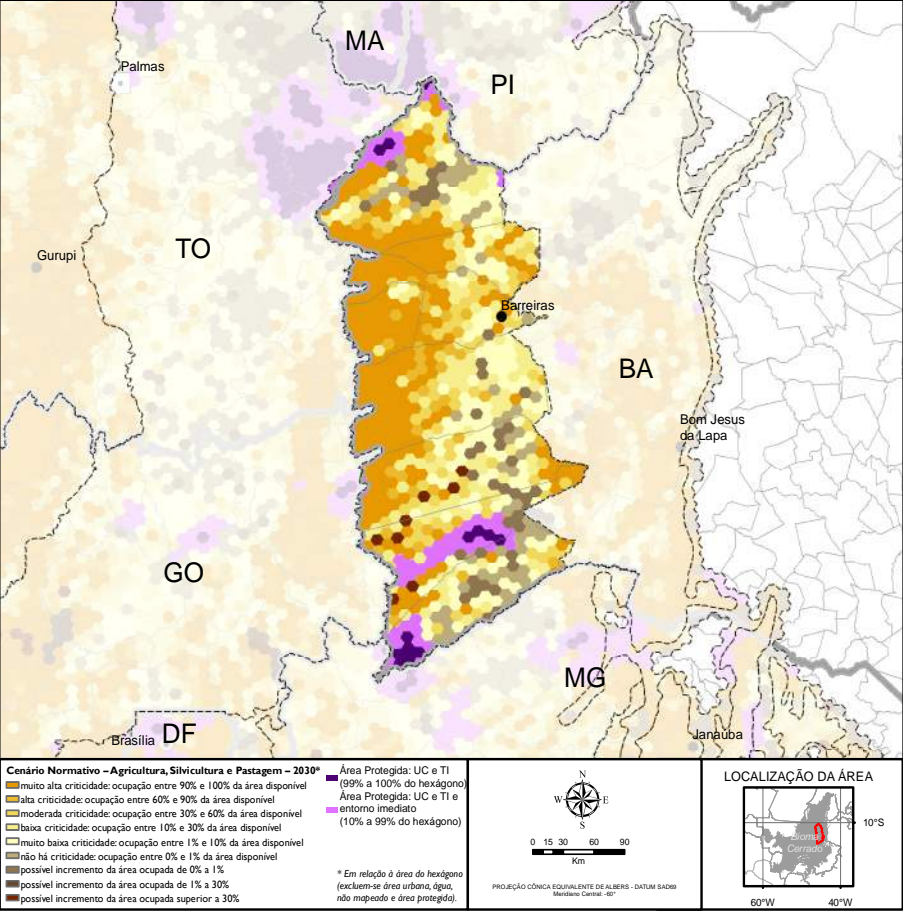 MA
PI
Palmas
TO
Gurupi
Barreiras
BA
Bom Jesus
da Lapa
GO
MG
DF
Brasília
Janaúba
Cenário Normativo – Agricultura, Silvicultura e Pastagem – 2030*
muito alta criticidade: ocupação entre 90% e 100% da área disponível
alta criticidade: ocupação entre 60% e 90% da área disponível
moderada criticidade: ocupação entre 30% e 60% da área disponível
baixa criticidade: ocupação entre 10% e 30% da área disponível
muito baixa criticidade: ocupação entre 1% e 10% da área disponível
não há criticidade: ocupação entre 0% e 1% da área disponível
possível incremento da área ocupada de 0% a 1%
possível incremento da área ocupada de 1% a 30%
possível incremento da área ocupada superior a 30%
Área Protegida: UC e TI
(99% a 100% do hexágono)
Área Protegida: UC e TI e
entorno imediato
(10% a 99% do hexágono)
* Em relação à área do hexágono
(excluem-se área urbana, água,
não mapeado e área protegida).
N
W E
S
0 15 30 60 90
Km
PROJEÇÃO CÔNICA EQUIVALENTE DE ALBERS - DATUM SAD69
Meridiano Central: -60°
LOCALIZAÇÃO DA ÁREA
10°S
Bioma
Cerrado
60°W 40°W